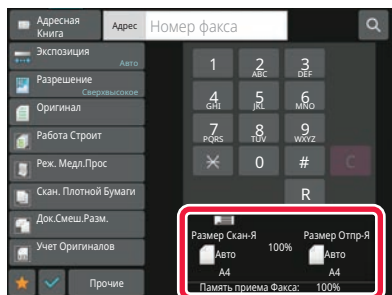 Адресная
Книга
Адрес
Номер факса
Экспозиция
Авто
Разрешение
Сверхвысокое
Оригинал
Работа Строит
Реж. Медл.Прос
Скан. Плотной Бумаги
Док.Смеш.Разм.
Учет Оригиналов
Прочие
1 2 3
ABC DEF
4 5 6
GHI JKL MNO
7 8 9
PQRS TUV WXYZ
0 # C
R
Размер Скан-Я Размер Отпр-Я
100%
Авто Авто
A4 A4
Память приема Факса: 100%